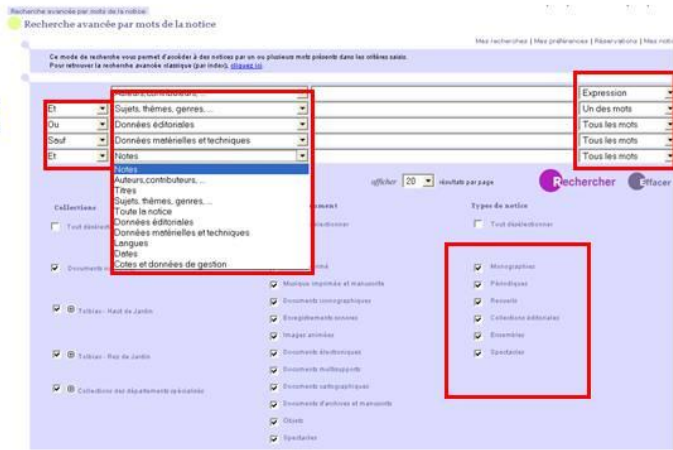 Recherche avancée par mots de la notice
Recherche avancée par mots de la notice
Mes recherches | Mes préférences | Réservations | Mes notic
Ce mode de recherche vous permet d'accéder à des notices par un ou plusieurs mots présents dans les critères saisis.
Pour retrouver la recherche avancée classique (par index), cliquez ici.
Auteurs,contributeurs, ... Expression
Et Sujets, thèmes, genres, ... Un des mots
Ou Données éditoriales Tous les mots
Sauf Données matérielles et techniques Tous les mots
Et Notes Tous les mots
Notes
Auteurs,contributeurs, ...
Titres
Sujets, thèmes, genres, ...
Toute la notice
Données éditoriales
Données matérielles et techniques
Langues
Dates
Cotes et données de gestion
afficher 20 résultats par page Rechercher Effacer
Collections ument Types de notice
Tout désélect electionner Tout désélectionner
Documents imé Monographies
Musique imprimée et manuscrite Périodiques
Tolbiac - Haut de Jardin Documents iconographiques Recueils
Enregistrements sonores Collections éditoriales
Images animées Ensembles
Tolbiac - Rez de Jardin Documents électroniques Spectacles
Documents multisupports
Collections des départements spécialisés Documents cartographiques
Documents d'archives et manuscrits
Objets
Spectacles